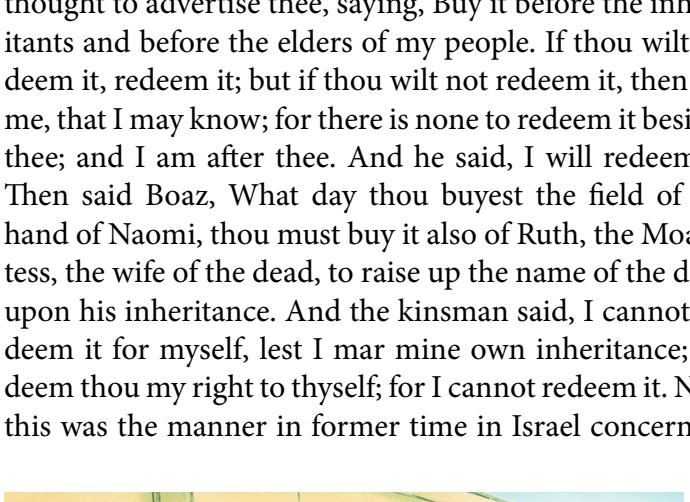 thought to advertise thee, saying, Buy it before the inh
itants and before the elders of my people. If thou wilt
deem it, redeem it; but if thou wilt not redeem it, then
me, that I may know; for there is none to redeem it besi
thee; and I am after thee. And he said, I will redeem
Then said Boaz, What day thou buyest the field of
hand of Naomi, thou must buy it also of Ruth, the Moa
tess, the wife of the dead, to raise up the name of the d
upon his inheritance. And the kinsman said, I cannot
deem it for myself, lest I mar mine own inheritance;
deem thou my right to thyself; for I cannot redeem it. N
this was the manner in former time in Israel concern